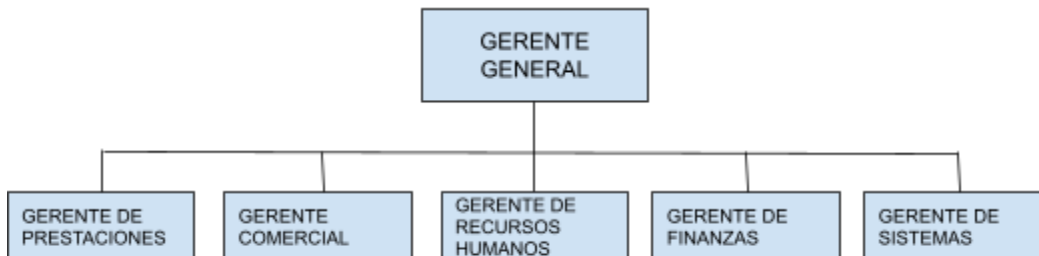 GERENTE
GENERAL
GERENTE DE
PRESTACIONES
GERENTE
COMERCIAL
GERENTE DE
RECURSOS
HUMANOS
GERENTE DE
FINANZAS
GERENTE DE
SISTEMAS